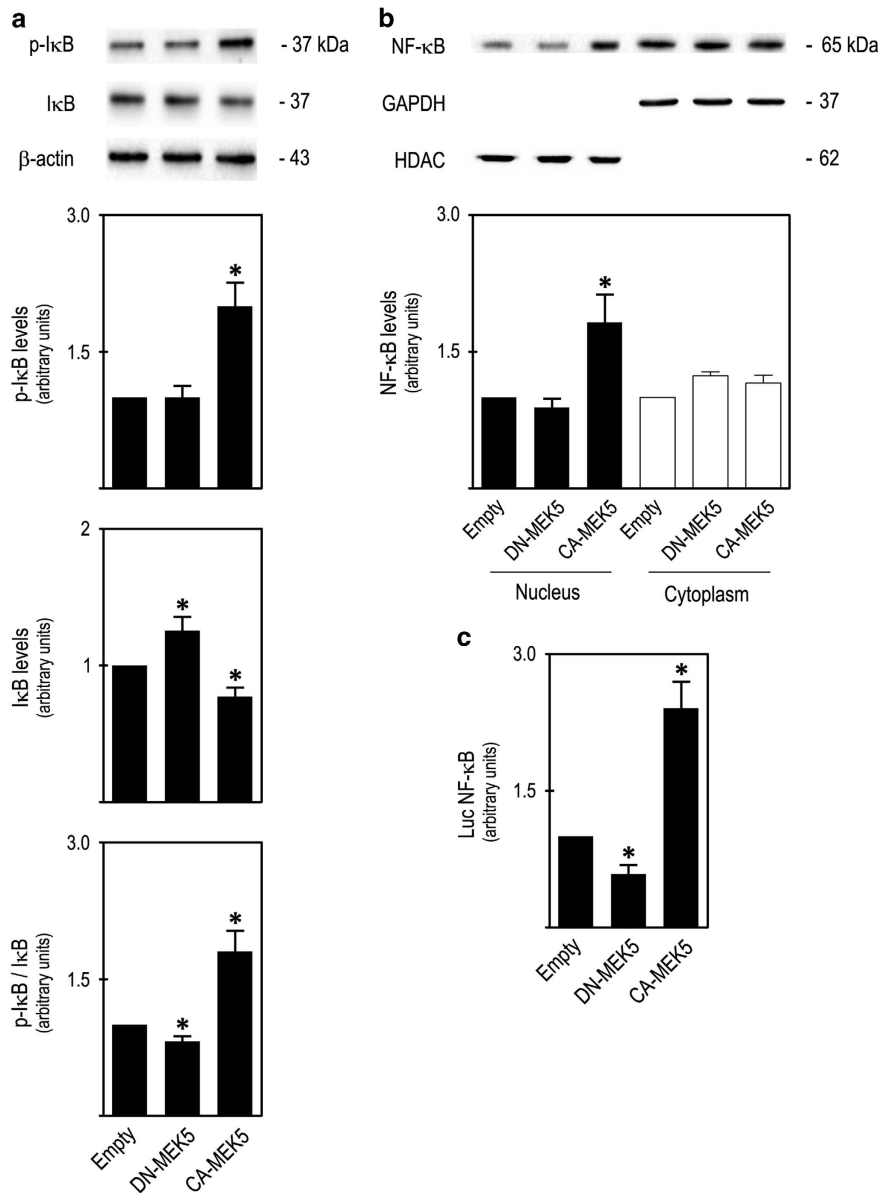 a
p-IκB - 37 kDa
IκB - 37
β-actin - 43
3.0
1.5
p-IκB levels
(arbitrary units)
*
2
1
IκB levels
(arbitrary units)
*
*
3.0
1.5
p-IκB / IκB
(arbitrary units)
*
*
Empty
DN-MEK5
CA-MEK5
b
NF-κB - 65 kDa
GAPDH - 37
HDAC - 62
3.0
1.5
NF-κB levels
(arbitrary units)
*
Empty
DN-MEK5
CA-MEK5
Empty
DN-MEK5
CA-MEK5
Nucleus
Cytoplasm
c
3.0
1.5
Luc NF-κB
(arbitrary units)
*
*
Empty
DN-MEK5
CA-MEK5